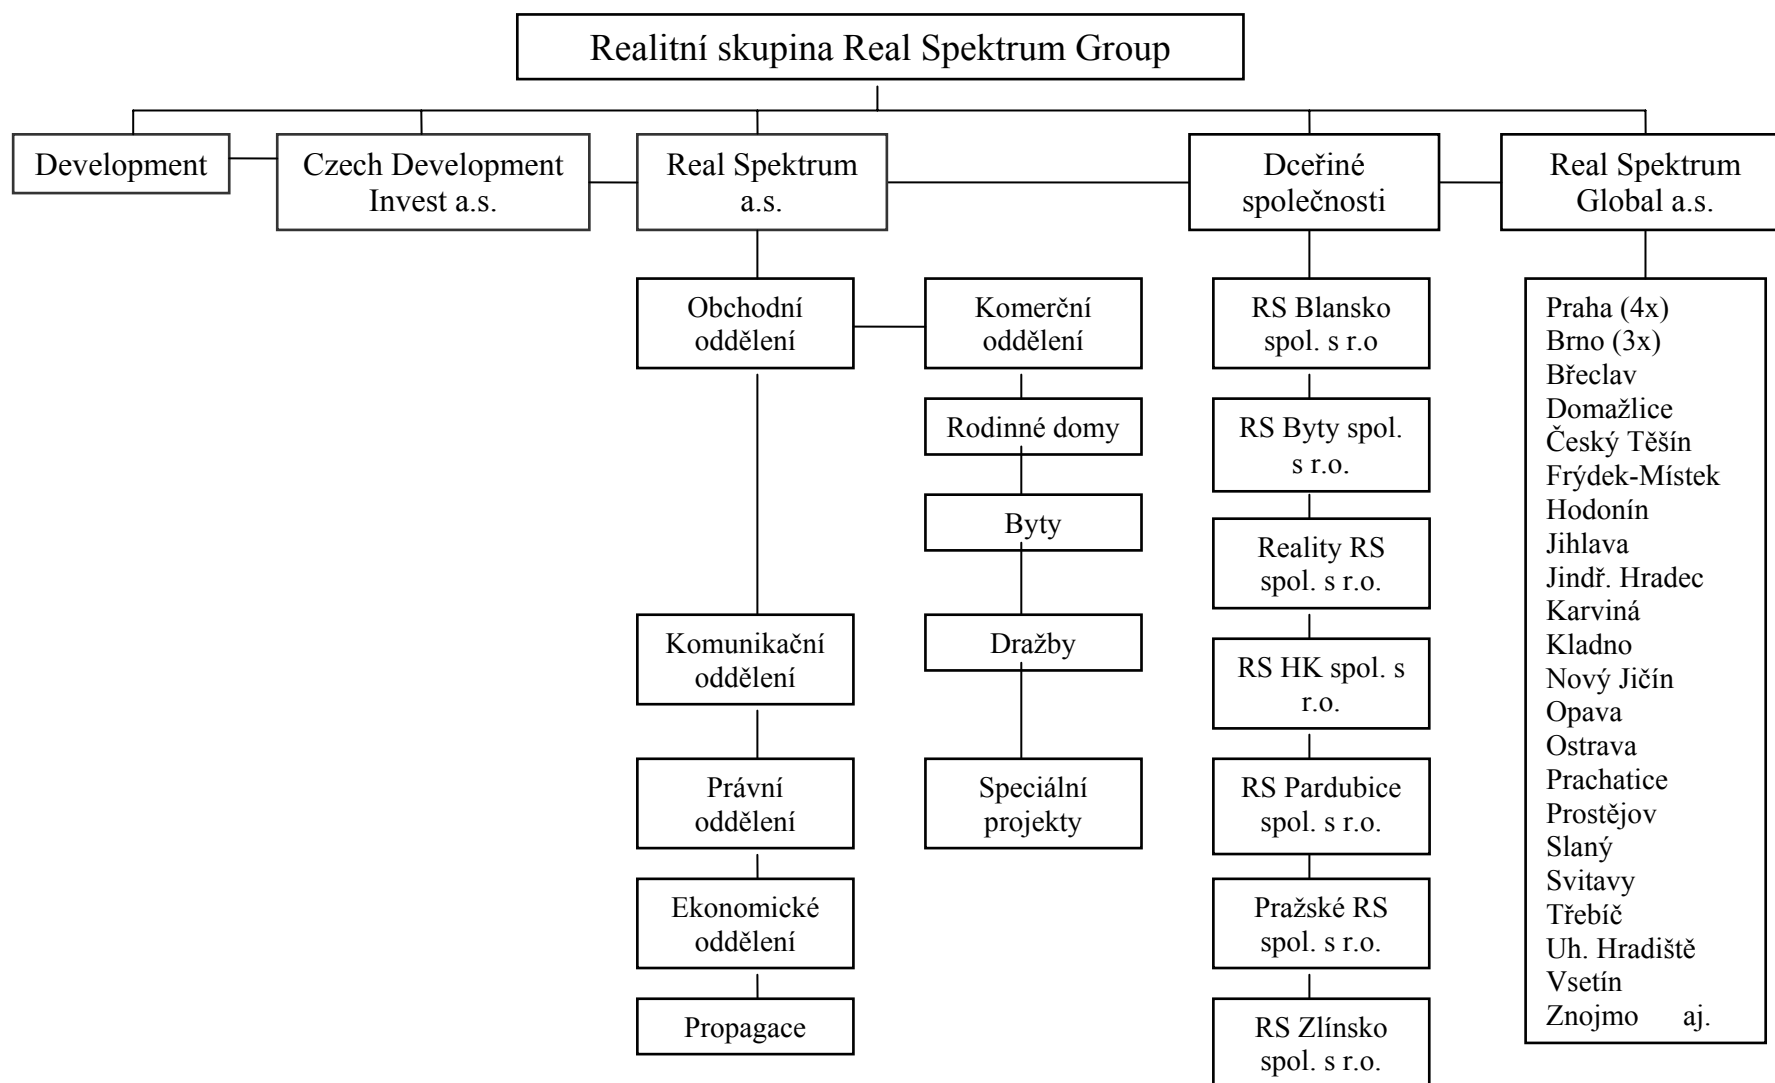 Realitní skupina Real Spektrum Group
Development
Czech Development
Invest a.s.
Real Spektrum
a.s.
Dceřiné
společnosti
Real Spektrum
Global a.s.
Obchodní
oddělení
Komerční
oddělení
Rodinné domy
Byty
Dražby
Speciální
projekty
Komunikační
oddělení
Právní
oddělení
Ekonomické
oddělení
Propagace
RS Blansko
spol. s r.o
RS Byty spol.
s r.o.
Reality RS
spol. s r.o.
RS HK spol. s
r.o.
RS Pardubice
spol. s r.o.
Pražské RS
spol. s r.o.
RS Zlínsko
spol. s r.o.
Praha (4x)
Brno (3x)
Břeclav
Domažlice
Český Těšín
Frýdek-Místek
Hodonín
Jihlava
Jindř. Hradec
Karviná
Kladno
Nový Jičín
Opava
Ostrava
Prachatice
Prostějov
Slaný
Svitavy
Třebíč
Uh. Hradiště
Vsetín
Znojmo aj.